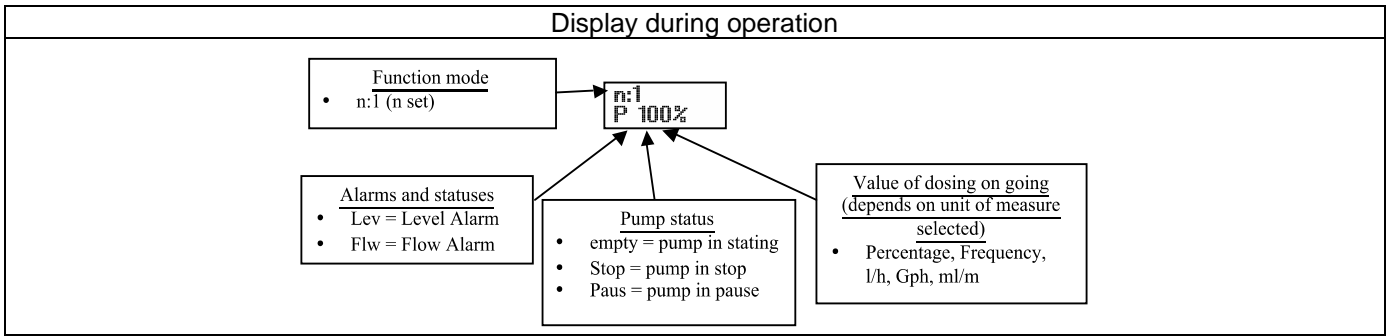 Display during operation
Function mode
• n:1 (n set)
n:1
P 100%
Alarms and statuses
• Lev = Level Alarm
• Flw = Flow Alarm
Pump status
• empty = pump in stating
• Stop = pump in stop
• Paus = pump in pause
Value of dosing on going
(depends on unit of measure
selected)
• Percentage, Frequency,
l/h, Gph, ml/m